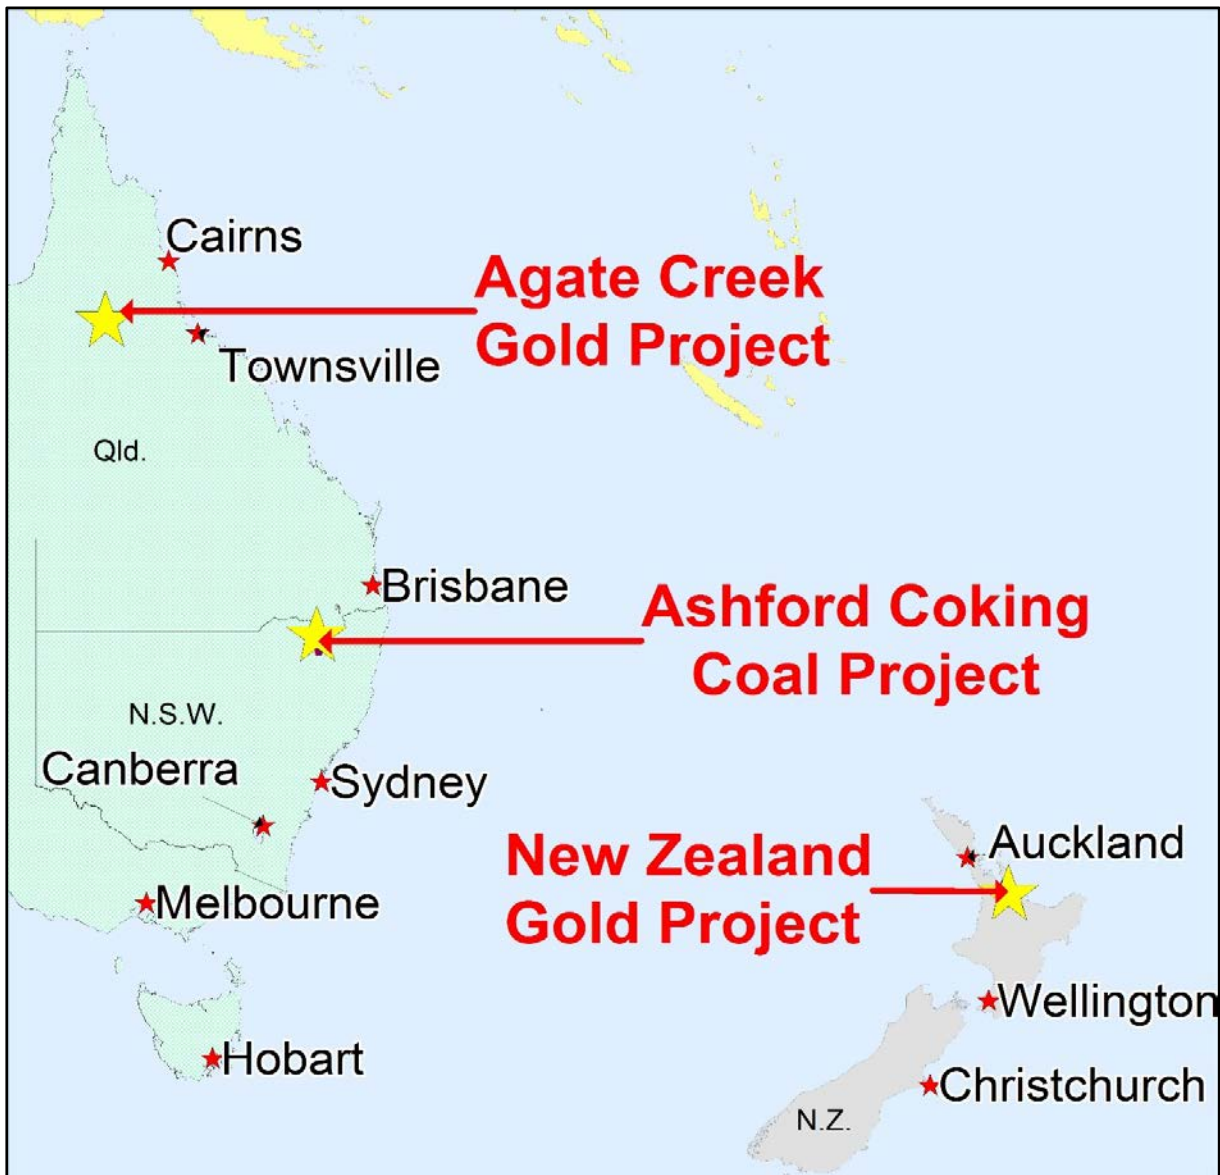 Cairns
Agate Creek
Gold Project
Townsville
Qld.
Brisbane
Ashford Coking
Coal Project
N.S.W.
Canberra
Sydney
New Zealand
Gold Project
Auckland
Melbourne
Wellington
Hobart
Christchurch
N.Z.